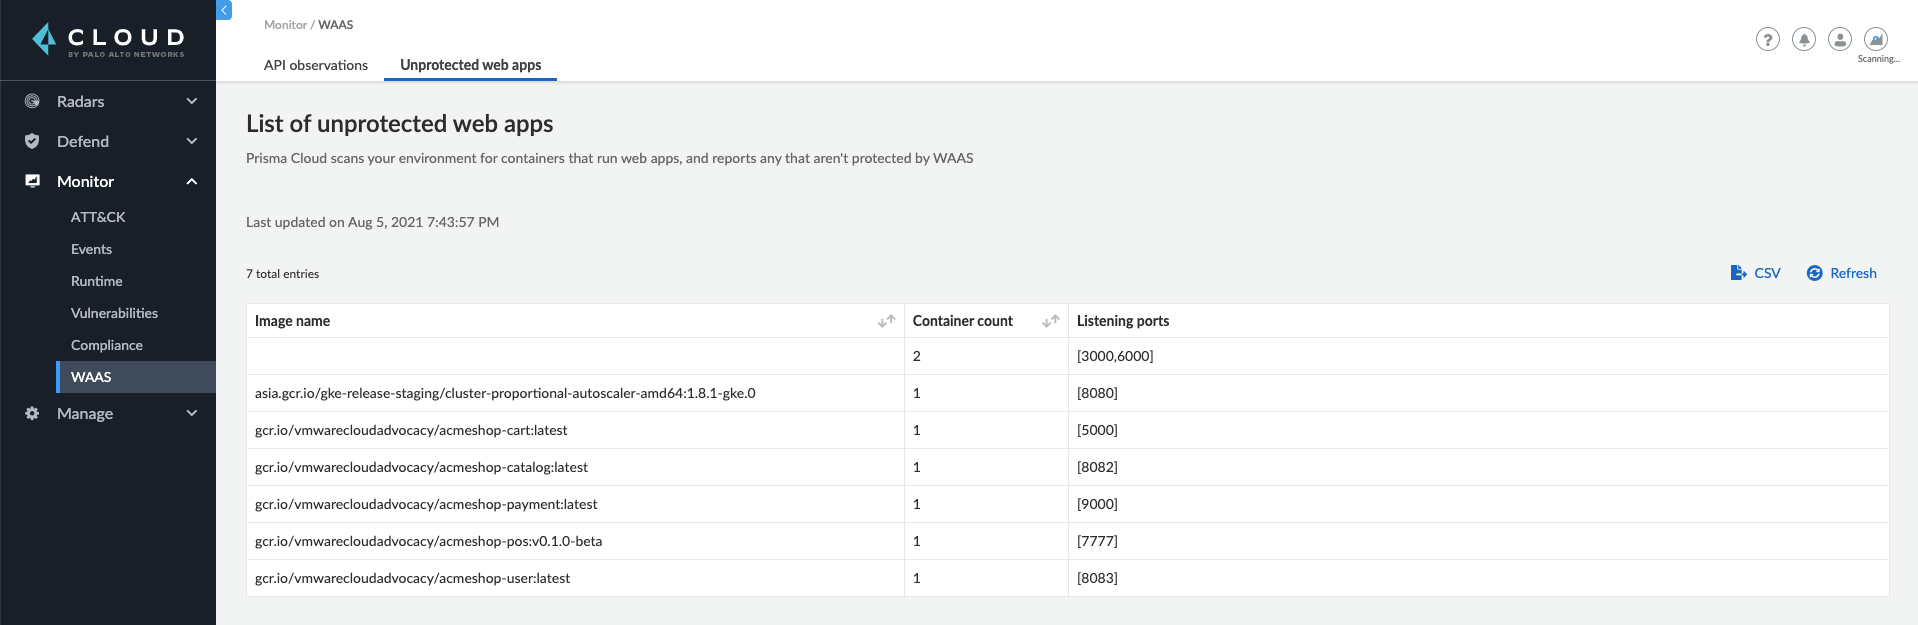 CLOUD
BY PALO ALTO NETWORKS
Radars
Defend
Monitor
ATT&CK
Events
Runtime
Vulnerabilities
Compliance
WAAS
Manage
Monitor / WAAS
API observations Unprotected web apps
?
Scanning...
List of unprotected web apps
Prisma Cloud scans your environment for containers that run web apps, and reports any that aren't protected by WAAS
Last updated on Aug 5, 2021 7:43:57 PM
7 total entries CSV Refresh
Image name Container count Listening ports
2 [3000,6000]
asia.gcr.io/gke-release-staging/cluster-proportional-autoscaler-amd64:1.8.1-gke.0 1 [8080]
gcr.io/vmwarecloudadvocacy/acmeshop-cart:latest 1 [5000]
gcr.io/vmwarecloudadvocacy/acmeshop-catalog:latest 1 [8082]
gcr.io/vmwarecloudadvocacy/acmeshop-payment:latest 1 [9000]
gcr.io/vmwarecloudadvocacy/acmeshop-pos:v0.1.0-beta 1 [7777]
gcr.io/vmwarecloudadvocacy/acmeshop-user:latest 1 [8083]